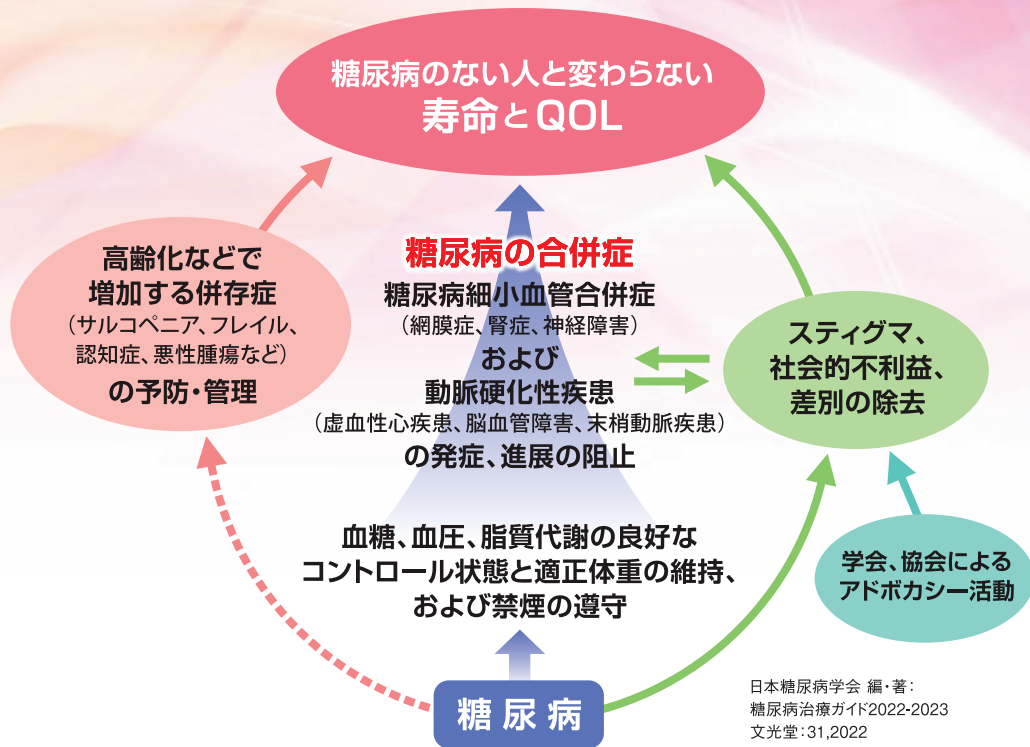 糖尿病のない人と変わらない
寿命とQOL
高齢化などで
増加する併存症
(サルコペニア、フレイル、
認知症、悪性腫瘍など)
の予防・管理
糖尿病の合併症
糖尿病細小血管合併症
(網膜症、腎症、神経障害)
および
動脈硬化性疾患
(虚血性心疾患、脳血管障害、末梢動脈疾患)
の発症、進展の阻止
スティグマ、
社会的不利益、
差別の除去
血糖、血圧、脂質代謝の良好な
コントロール状態と適正体重の維持、
および禁煙の遵守
学会、協会による
アドボカシー活動
糖尿病
日本糖尿病学会 編・著:
糖尿病治療ガイド2022-2023
文光堂:31,2022